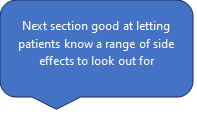 Next section good at letting
patients know a range of side
effects to look out for